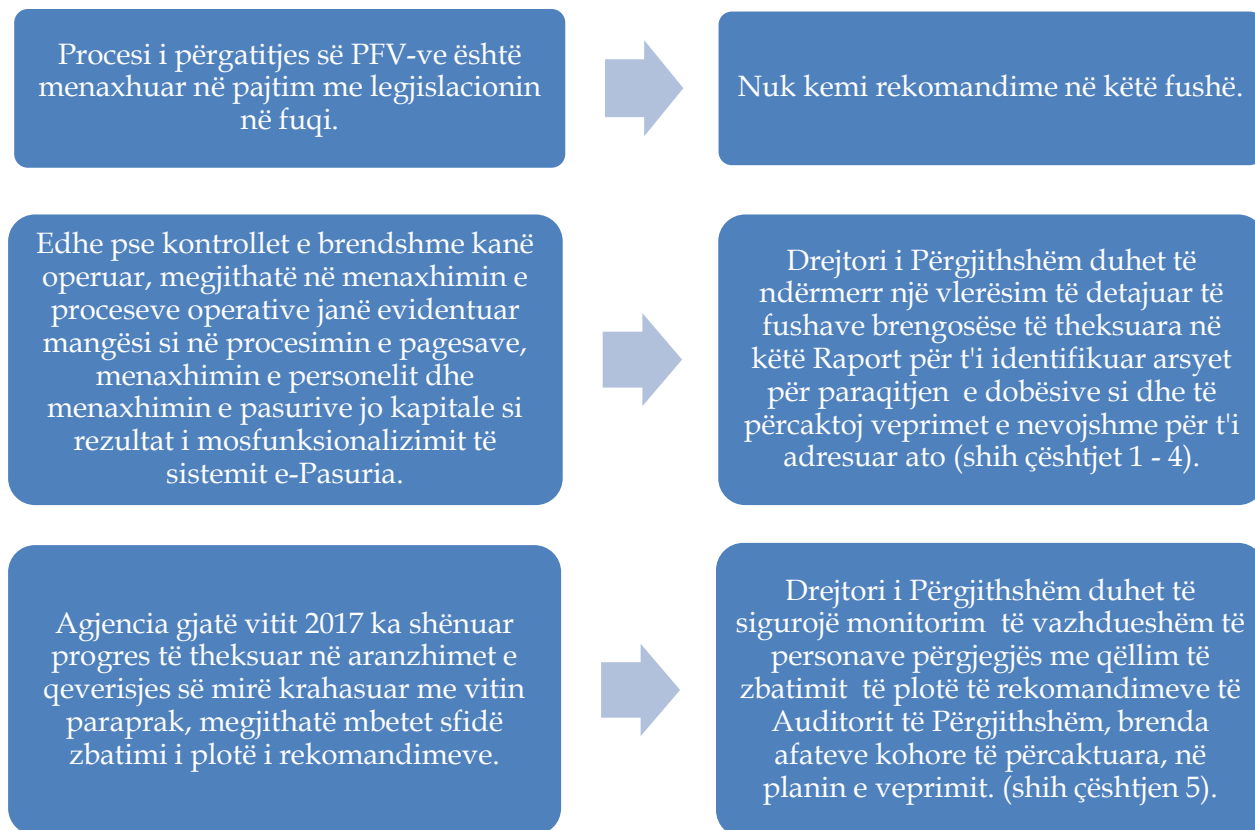 Procesi i përgatitjes së PFV-ve është
menaxhuar në pajtim me legjislacionin
në fuqi.
Nuk kemi rekomandime në këtë fushë.
Edhe pse kontrollet e brendshme kanë
operuar, megjithatë në menaxhimin e
proceseve operative janë evidentuar
mangësi si në procesimin e pagesave,
menaxhimin e personelit dhe
menaxhimin e pasurive jo kapitale si
rezultat i mosfunksionalizimit të
sistemit e-Pasuria.
Drejtori i Përgjithshëm duhet të
ndërmerr një vlerësim të detajuar të
fushave brengosëse të theksuara në
këtë Raport për t'i identifikuar arsyet
për paraqitjen e dobësive si dhe të
përcaktoj veprimet e nevojshme për t'i
adresuar ato (shih çështjet 1 - 4).
Agjencia gjatë vitit 2017 ka shënuar
progres të theksuar në aranzhimet e
qeverisjes së mirë krahasuar me vitin
paraprak, megjithatë mbetet sfidë
zbatimi i plotë i rekomandimeve.
Drejtori i Përgjithshëm duhet të
sigurojë monitorim të vazhdueshëm të
personave përgjegjës me qëllim të
zbatimit të plotë të rekomandimeve të
Auditorit të Përgjithshëm, brenda
afateve kohore të përcaktuara, në
planin e veprimit. (shih çështjen 5).